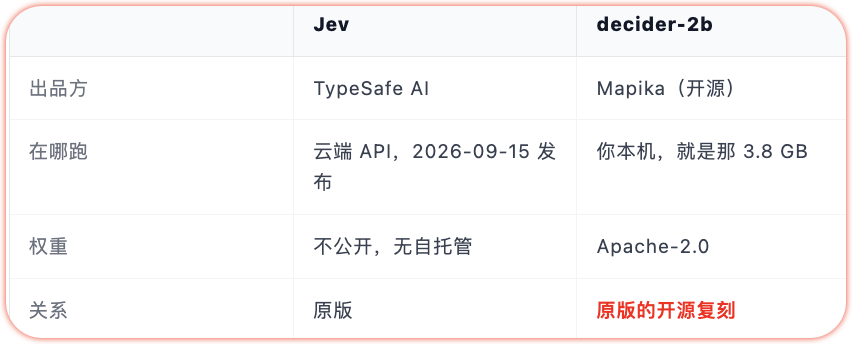 Jev decider-2b
出品方 TypeSafe AI Mapika（开源）
在哪跑 云端 API，2026-09-15 发 你本机，就是那 3.8 GB
布
权重 不公开，无自托管 Apache-2.0
关系 原版 原版的开源复刻